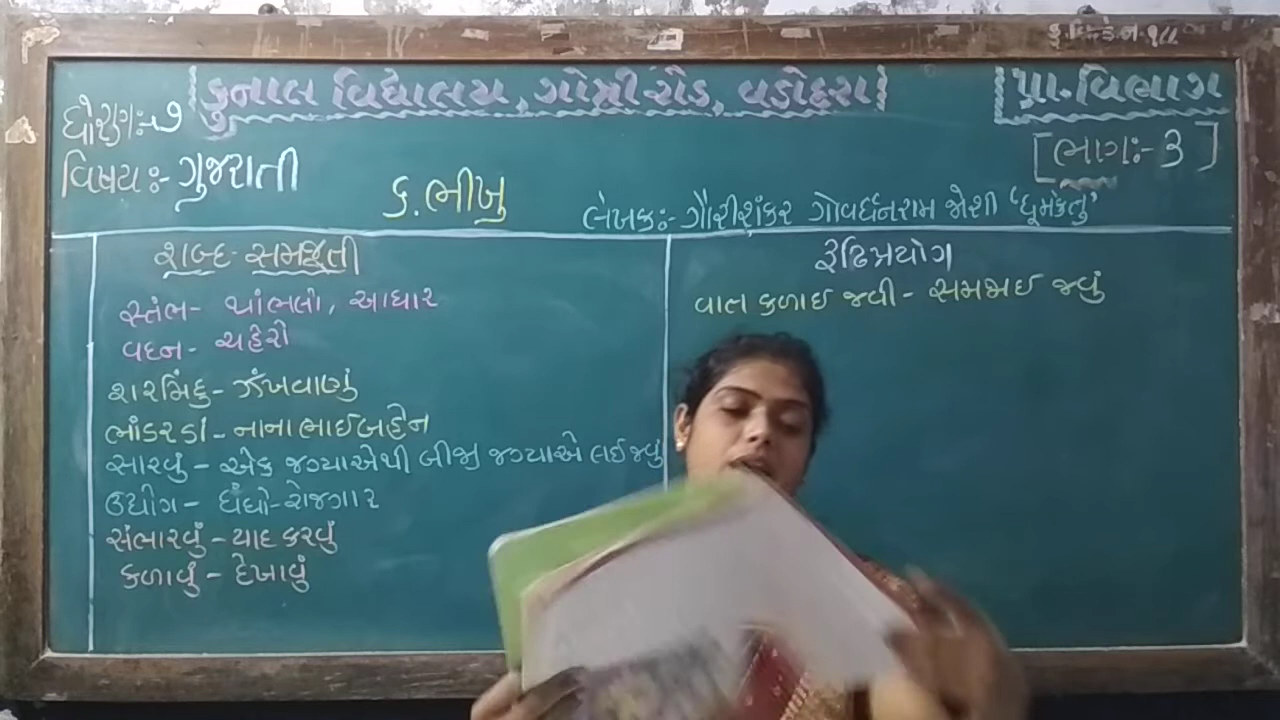 કુનાલ વિદ્યાલય, ગોત્રી રોડ, વડોદરા
પ્રા. વિભાગ
ધોરણ:-૭
વિષય:- ગુજરાતી
[ભાગ:-3]
૬. ભીખુ
લેખક:- ગૌરીશંકર ગોવર્ધનરામ જોશી 'ધૂમકેતુ'
શબ્દ-સમજૂતી
સ્તંભ- થાંભલો, આધાર
વદન- ચહેરો
શરમિંદુ- ઝંખવાણું
ભાંડરડાં- નાના ભાઈબહેન
સારવું- એક જગ્યાએથી બીજી જગ્યાએ લઈ જવું
ઉદ્યોગ- ધંધો-રોજગાર
સંભારવું- યાદ કરવું
કળાવું- દેખાવું
રૂઢિપ્રયોગ
વાત કળાઈ જવી- સમજાઈ જવું